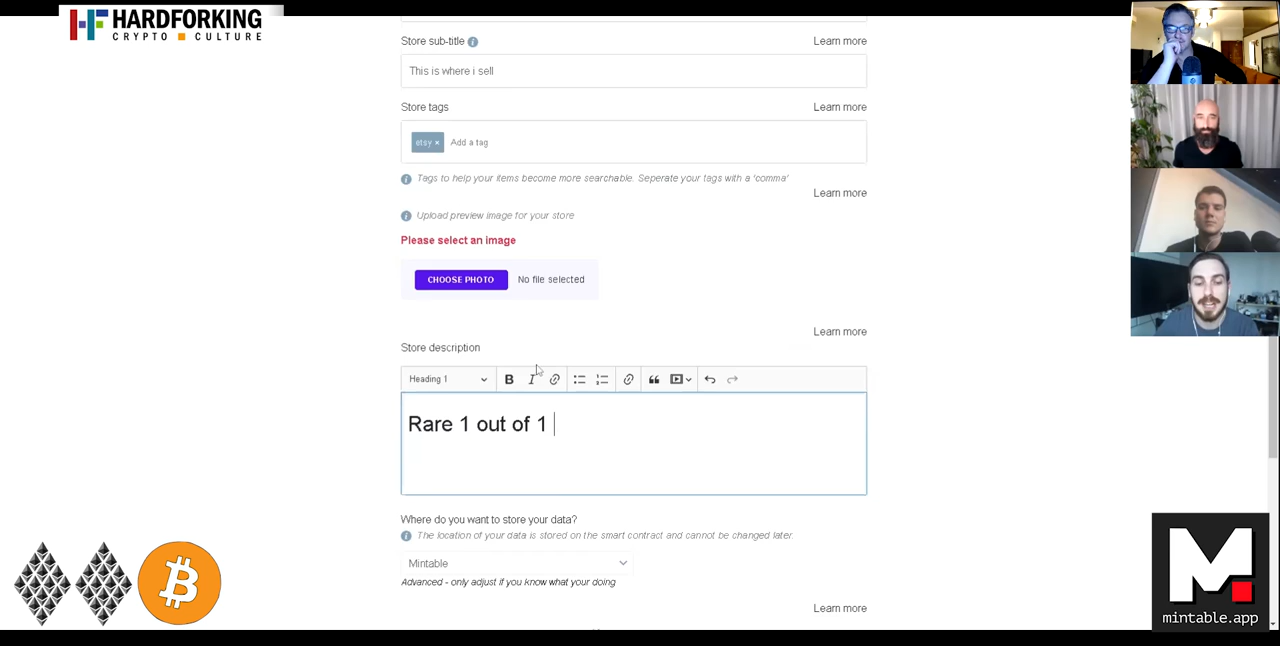 HARDFORKING
CRYPTO CULTURE
Store sub-title
Learn more
This is where i sell
Store tags
Learn more
etsy × Add a tag
Tags to help your items become more searchable. Seperate your tags with a 'comma'
Learn more
Upload preview image for your store
Please select an image
CHOOSE PHOTO No file selected
Learn more
Store description
Heading 1 B I
Rare 1 out of 1
Where do you want to store your data?
The location of your data is stored on the smart contract and cannot be changed later.
Mintable
Advanced - only adjust if you know what your doing
Learn more
mintable.app